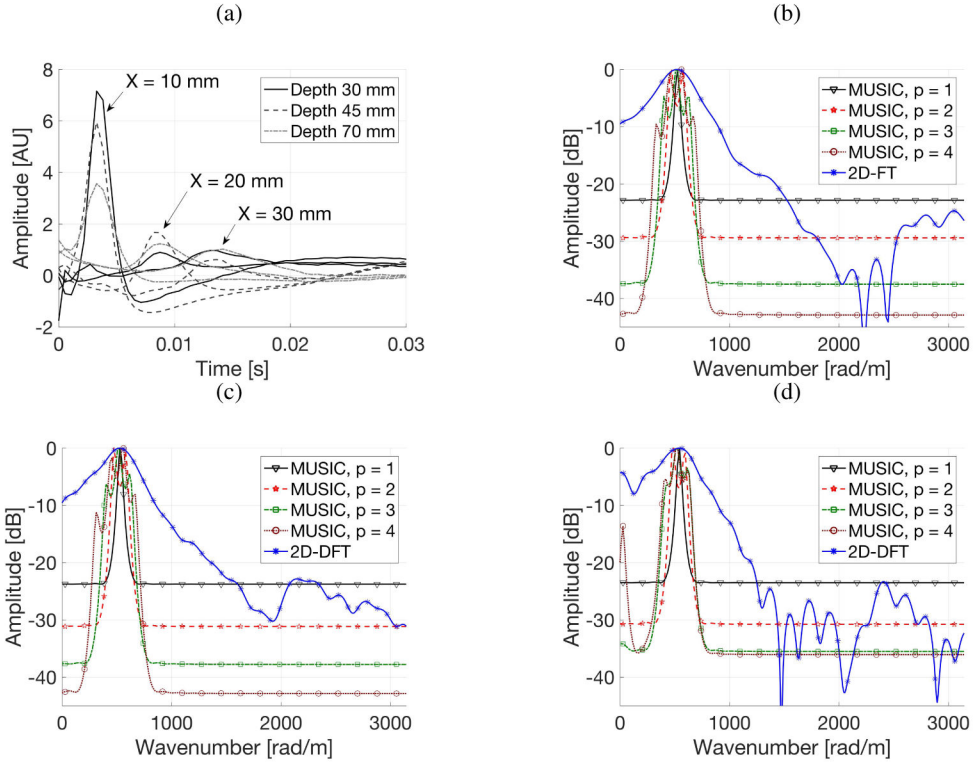 (a)
8
6
4
2
0
-2
Amplitude [AU]
X = 10 mm
X = 20 mm
X = 30 mm
Depth 30 mm
Depth 45 mm
Depth 70 mm
0
0.01
0.02
0.03
Time [s]
(b)
0
-10
-20
-30
-40
Amplitude [dB]
MUSIC, p = 1
MUSIC, p = 2
MUSIC, p = 3
MUSIC, p = 4
2D-FT
0
1000
2000
3000
Wavenumber [rad/m]
(c)
0
-10
-20
-30
-40
Amplitude [dB]
MUSIC, p = 1
MUSIC, p = 2
MUSIC, p = 3
MUSIC, p = 4
2D-DFT
0
1000
2000
3000
Wavenumber [rad/m]
(d)
0
-10
-20
-30
-40
Amplitude [dB]
MUSIC, p = 1
MUSIC, p = 2
MUSIC, p = 3
MUSIC, p = 4
2D-DFT
0
1000
2000
3000
Wavenumber [rad/m]